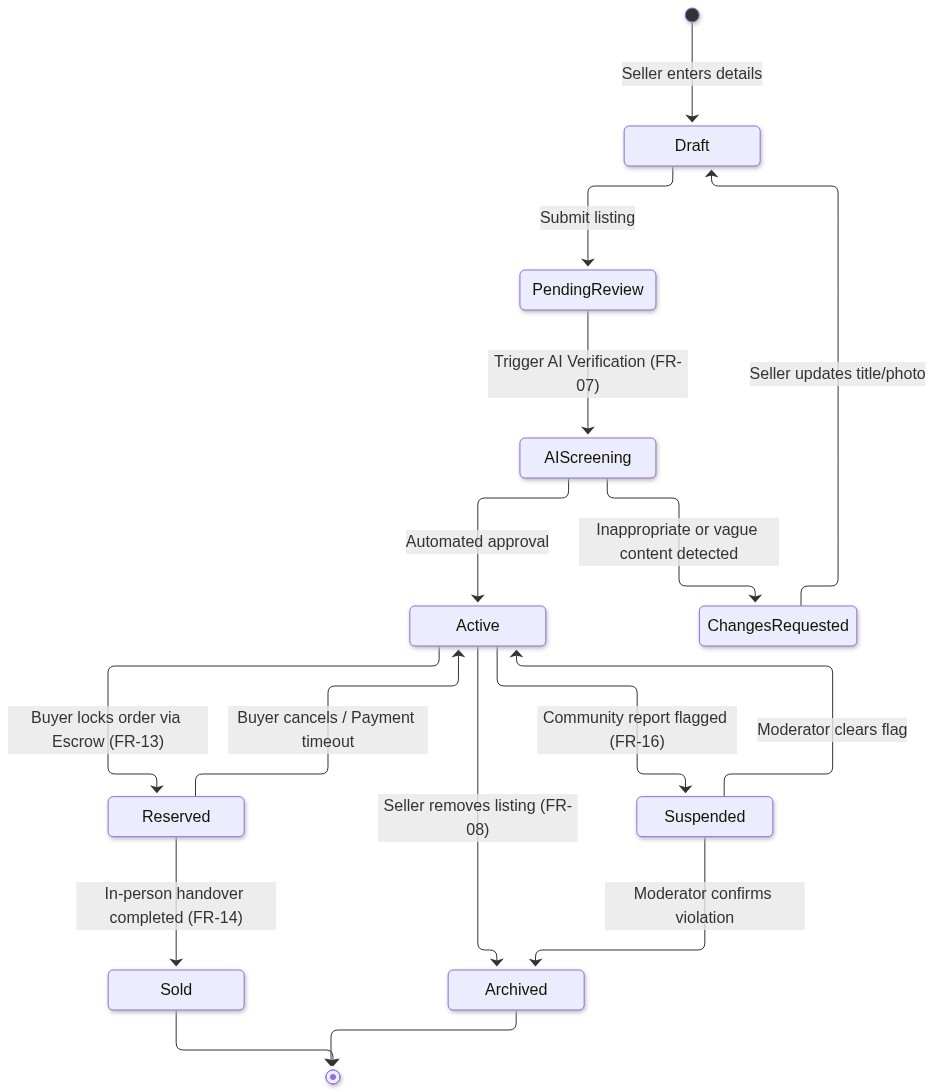 Seller enters details
Draft
Submit listing
PendingReview
Trigger AI Verification (FR-
07)
Seller updates title/photo
AIScreening
Automated approval
Inappropriate or vague
content detected
Active
ChangesRequested
Buyer locks order via
Escrow (FR-13)
Buyer cancels / Payment
timeout
Community report flagged
(FR-16)
Moderator clears flag
Seller removes listing (FR-
08)
Reserved
Suspended
In-person handover
completed (FR-14)
Moderator confirms
violation
Sold
Archived